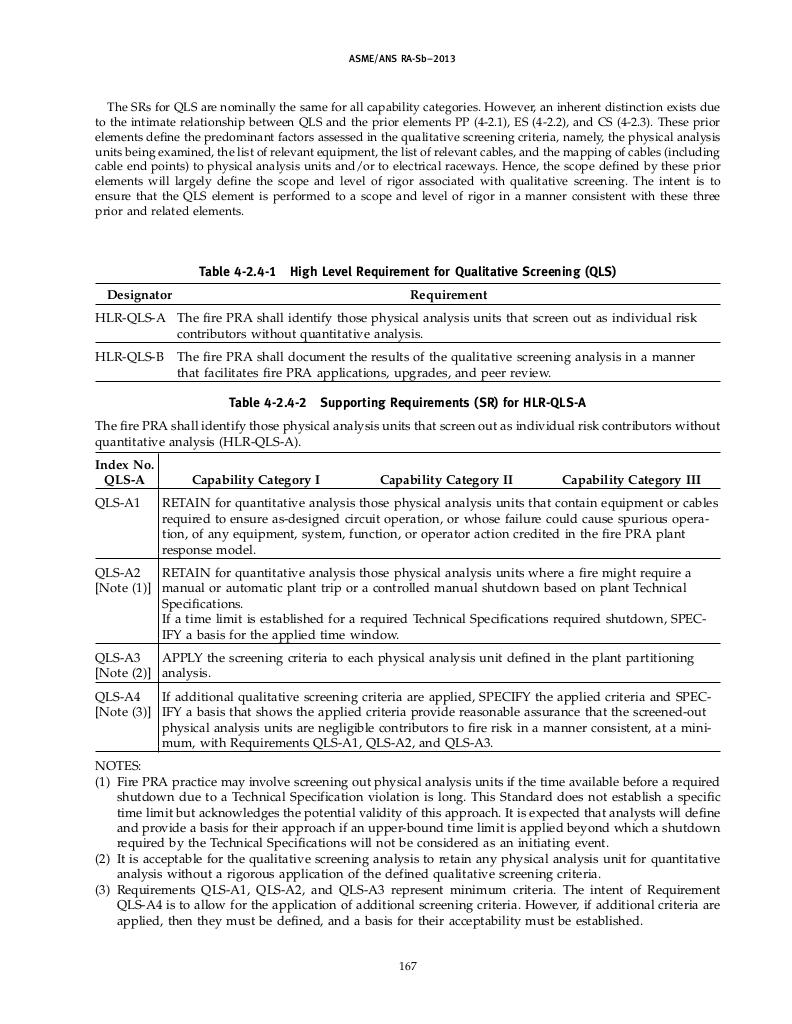 ASME/ANS RA-Sb–2013
The SRs for QLS are nominally the same for all capability categories. However, an inherent distinction exists due
to the intimate relationship between QLS and the prior elements PP (4-2.1), ES (4-2.2), and CS (4-2.3). These prior
elements define the predominant factors assessed in the qualitative screening criteria, namely, the physical analysis
units being examined, the list of relevant equipment, the list of relevant cables, and the mapping of cables (including
cable end points) to physical analysis units and/or to electrical raceways. Hence, the scope defined by these prior
elements will largely define the scope and level of rigor associated with qualitative screening. The intent is to
ensure that the QLS element is performed to a scope and level of rigor in a manner consistent with these three
prior and related elements.
Table 4-2.4-1 High Level Requirement for Qualitative Screening (QLS)
Designator Requirement
HLR-QLS-A The fire PRA shall identify those physical analysis units that screen out as individual risk
contributors without quantitative analysis.
HLR-QLS-B The fire PRA shall document the results of the qualitative screening analysis in a manner
that facilitates fire PRA applications, upgrades, and peer review.
Table 4-2.4-2 Supporting Requirements (SR) for HLR-QLS-A
The fire PRA shall identify those physical analysis units that screen out as individual risk contributors without
quantitative analysis (HLR-QLS-A).
Index No.
QLS-A Capability Category I Capability Category II Capability Category III
QLS-A1 RETAIN for quantitative analysis those physical analysis units that contain equipment or cables
required to ensure as-designed circuit operation, or whose failure could cause spurious opera-
tion, of any equipment, system, function, or operator action credited in the fire PRA plant
response model.
QLS-A2 RETAIN for quantitative analysis those physical analysis units where a fire might require a
[Note (1)] manual or automatic plant trip or a controlled manual shutdown based on plant Technical
Specifications.
If a time limit is established for a required Technical Specifications required shutdown, SPEC-
IFY a basis for the applied time window.
QLS-A3 APPLY the screening criteria to each physical analysis unit defined in the plant partitioning
[Note (2)] analysis.
QLS-A4 If additional qualitative screening criteria are applied, SPECIFY the applied criteria and SPEC-
[Note (3)] IFY a basis that shows the applied criteria provide reasonable assurance that the screened-out
physical analysis units are negligible contributors to fire risk in a manner consistent, at a mini-
mum, with Requirements QLS-A1, QLS-A2, and QLS-A3.
NOTES:
(1) Fire PRA practice may involve screening out physical analysis units if the time available before a required
shutdown due to a Technical Specification violation is long. This Standard does not establish a specific
time limit but acknowledges the potential validity of this approach. It is expected that analysts will define
and provide a basis for their approach if an upper-bound time limit is applied beyond which a shutdown
required by the Technical Specifications will not be considered as an initiating event.
(2) It is acceptable for the qualitative screening analysis to retain any physical analysis unit for quantitative
analysis without a rigorous application of the defined qualitative screening criteria.
(3) Requirements QLS-A1, QLS-A2, and QLS-A3 represent minimum criteria. The intent of Requirement
QLS-A4 is to allow for the application of additional screening criteria. However, if additional criteria are
applied, then they must be defined, and a basis for their acceptability must be established.
167